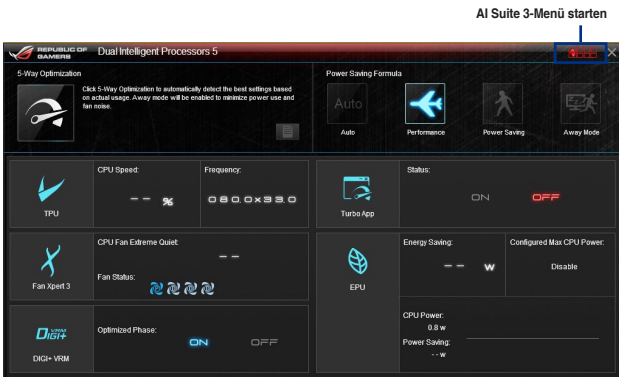 AI Suite 3-Menü starten
REPUBLIC OF
GAMERS
Dual Intelligent Processors 5
5-Way Optimization
Click 5-Way Optimization to automatically detect the best settings based
on actual usage. Away mode will be enabled to minimize power use and
fan noise.
Power Saving Formula
Auto
Auto
Performance
Power Saving
Away Mode
TPU
CPU Speed:
-- %
Frequency:
080.0x33.0
Turbo App
Status:
ON
OFF
Fan Xpert 3
CPU Fan Extreme Quiet:
--
Fan Status:
EPU
Energy Saving:
-- w
Configured Max CPU Power:
Disable
CPU Power:
0.8 w
Power Saving:
-- w
DIGI+ VRM
DIGI+ VRM
Optimized Phase:
ON
OFF